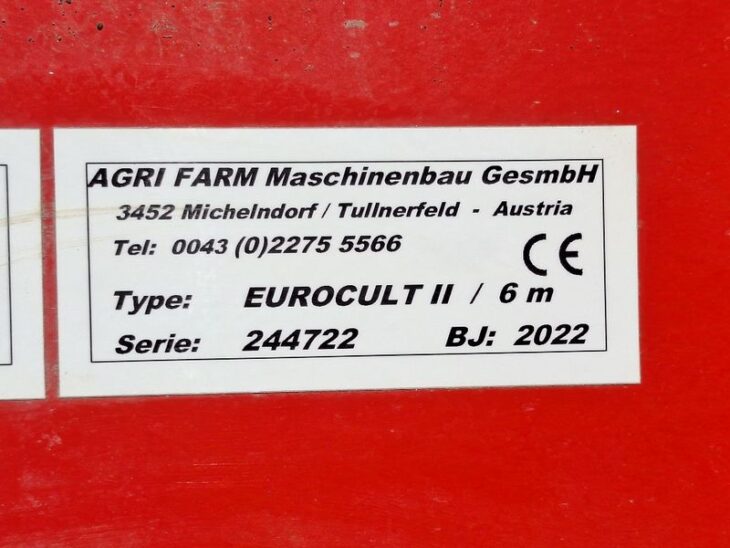 AGRI FARM Maschinenbau GesmbH
3452 Michelndorf / Tullnerfeld - Austria
Tel: 0043 (0)2275 5566
CE
Type: EUROCULT II / 6 m
Serie: 244722 BJ: 2022